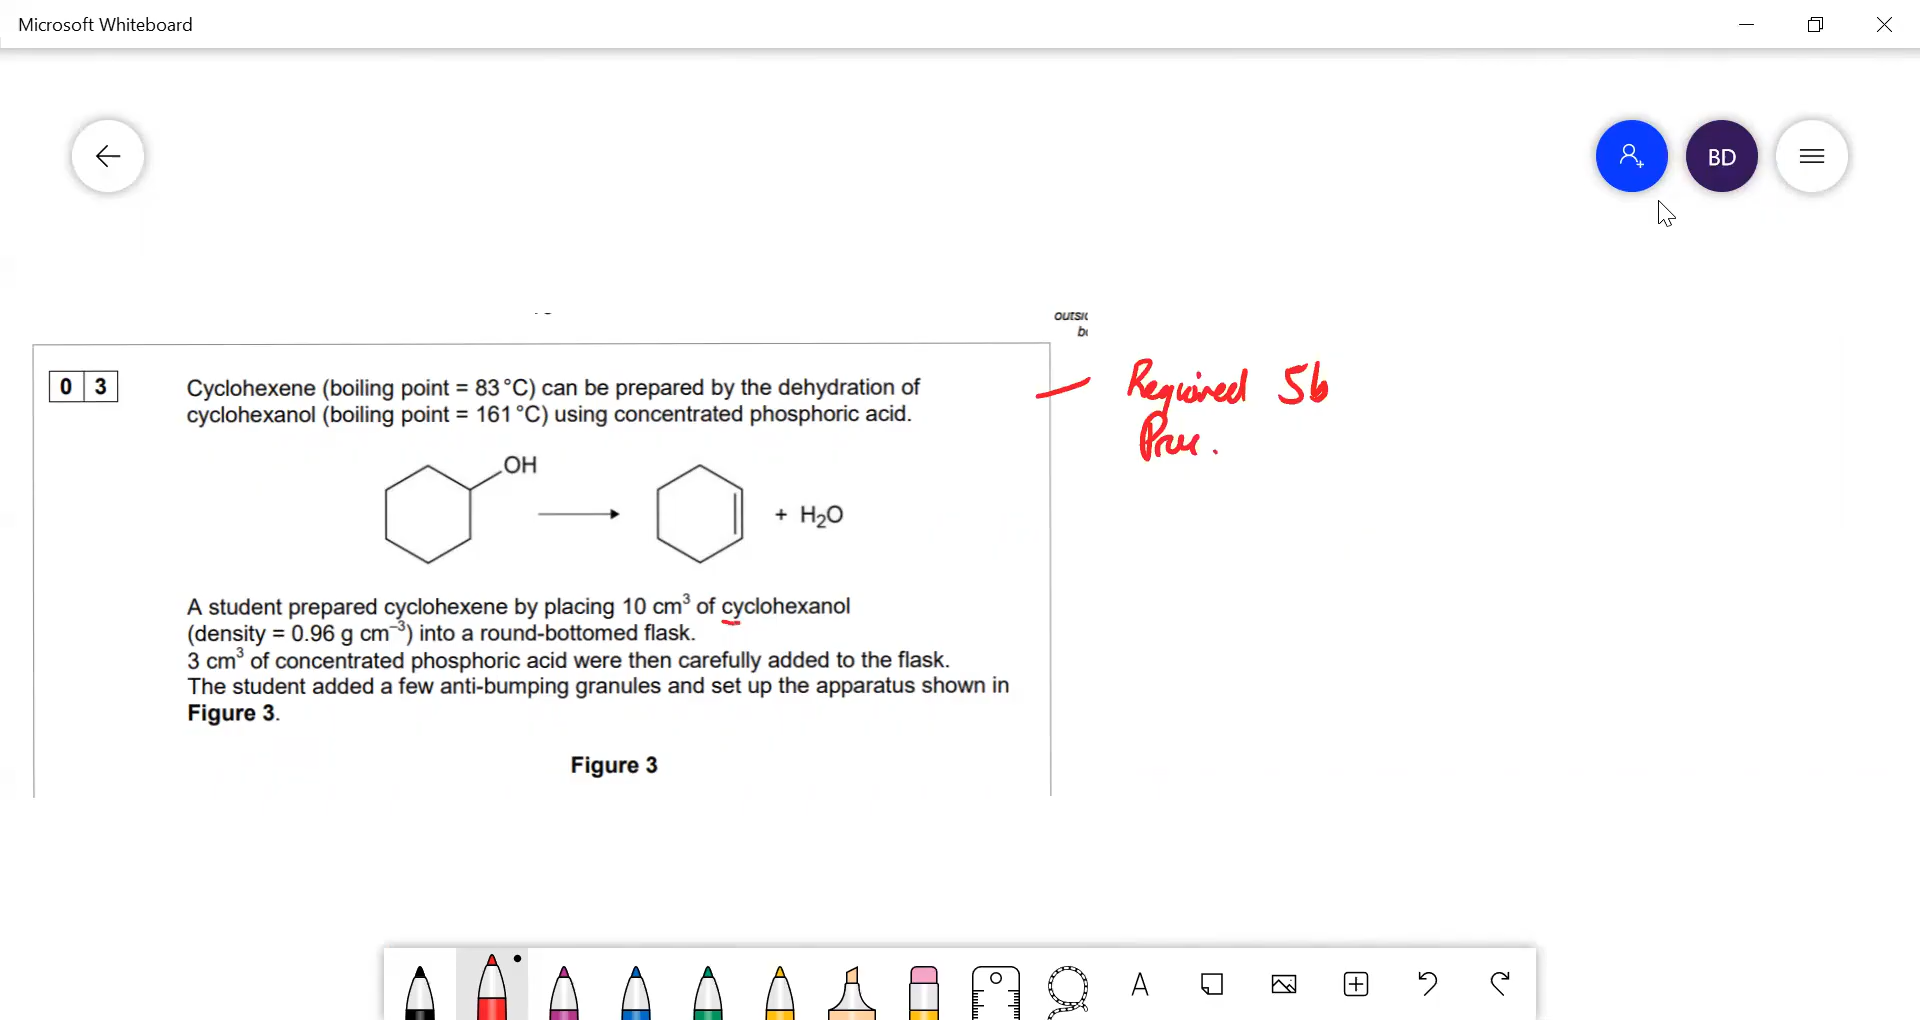 Microsoft Whiteboard
BD
outsi
b
0 3
Cyclohexene (boiling point = 83 °C) can be prepared by the dehydration of
cyclohexanol (boiling point = 161 °C) using concentrated phosphoric acid.
Required 5b
Prac.
OH
+ H₂O
A student prepared cyclohexene by placing 10 cm³ of cyclohexanol
(density = 0.96 g cm⁻³) into a round-bottomed flask.
3 cm³ of concentrated phosphoric acid were then carefully added to the flask.
The student added a few anti-bumping granules and set up the apparatus shown in
Figure 3.
Figure 3
A